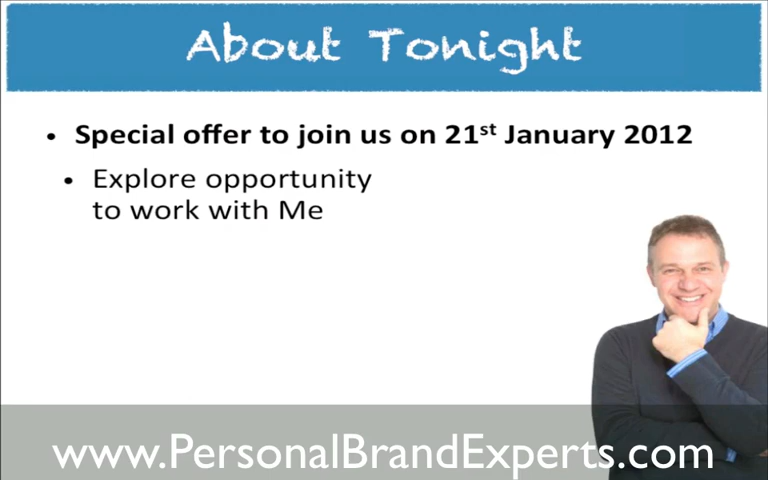 About Tonight
• Special offer to join us on 21st January 2012
• Explore opportunity
to work with Me
www.PersonalBrandExperts.com